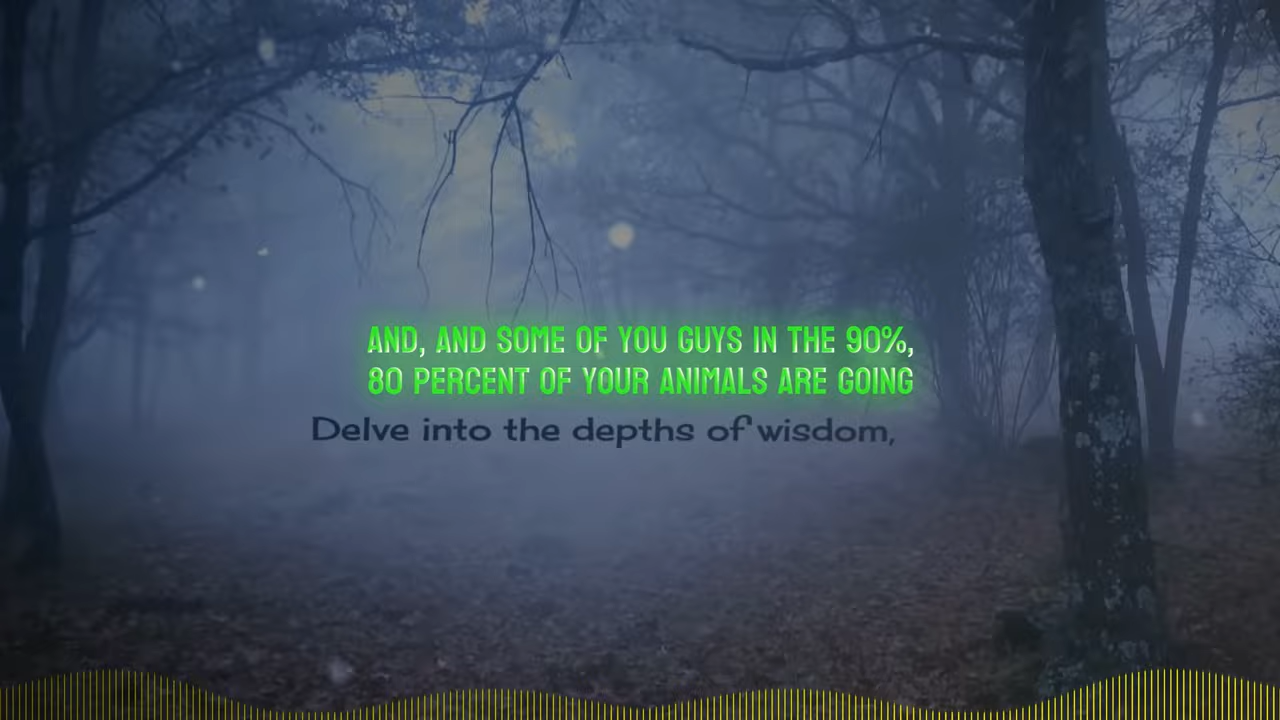 AND, AND SOME OF YOU GUYS IN THE 90%,
80 PERCENT OF YOUR ANIMALS ARE GOING
Delve into the depths of wisdom,